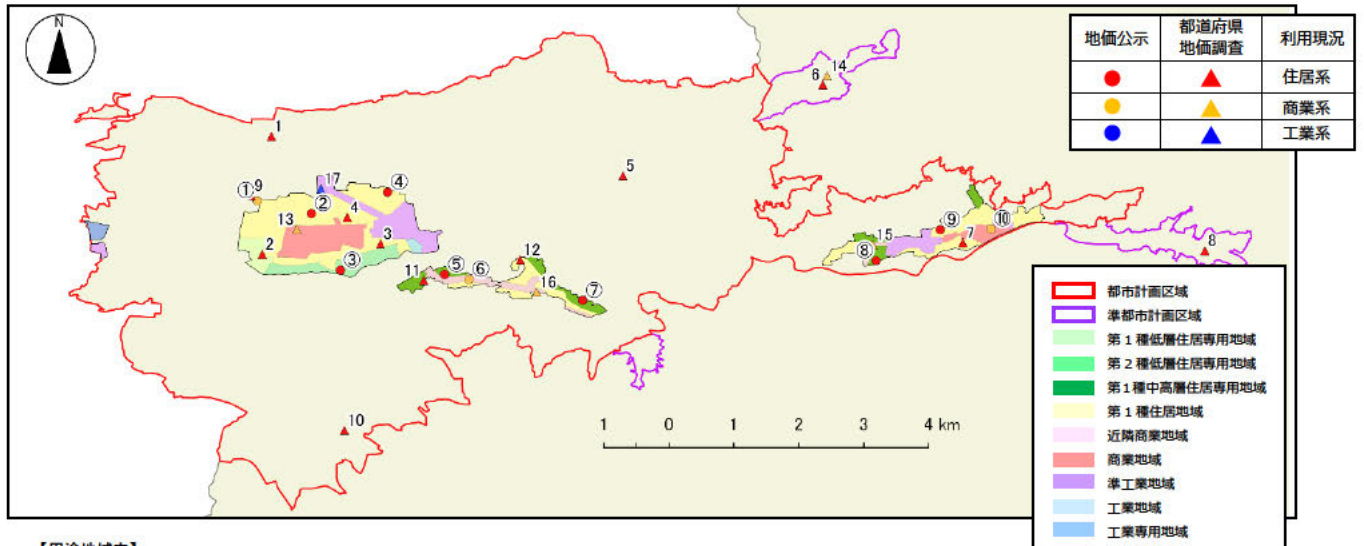 N
地価公示 都道府県地価調査 利用現況
住居系
商業系
工業系
14
6
1
5
17
④
①9
②
4
13
3
2
③
12
11
⑤
⑥
16
⑦
⑨
⑩
15
7
⑧
8
10
1 0 1 2 3 4 km
都市計画区域
準都市計画区域
第1種低層住居専用地域
第2種低層住居専用地域
第1種中高層住居専用地域
第1種住居地域
近隣商業地域
商業地域
準工業地域
工業地域
工業専用地域